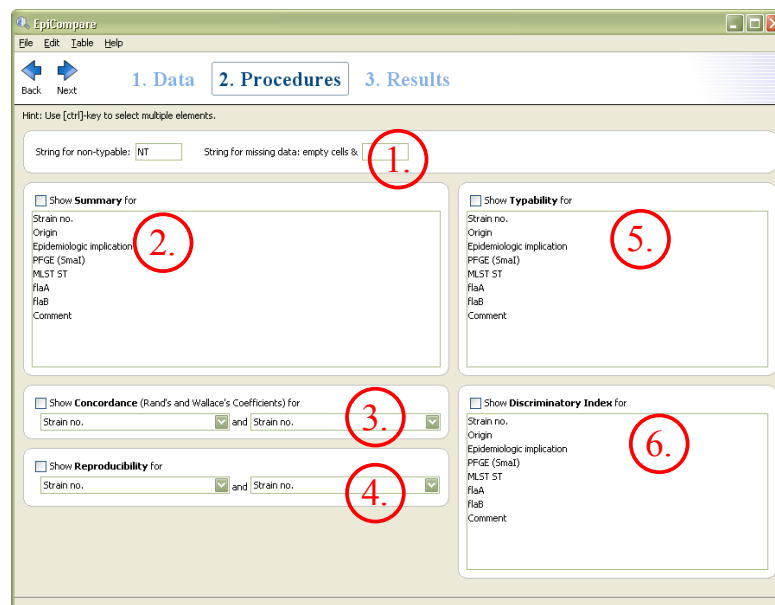 EpiCompare
File Edit Table Help
Back Next 1. Data 2. Procedures 3. Results
Hint: Use [ctrl]-key to select multiple elements.
String for non-typable: NT String for missing data: empty cells &
1.
Show Summary for
Strain no.
Origin
Epidemiologic implication
PFGE (SmaI)
MLST ST
flaA
flaB
Comment
2.
Show Concordance (Rand's and Wallace's Coefficients) for
Strain no. and Strain no.
3.
Show Reproducibility for
Strain no. and Strain no.
4.
Show Typability for
Strain no.
Origin
Epidemiologic implication
PFGE (SmaI)
MLST ST
flaA
flaB
Comment
5.
Show Discriminatory Index for
Strain no.
Origin
Epidemiologic implication
PFGE (SmaI)
MLST ST
flaA
flaB
Comment
6.